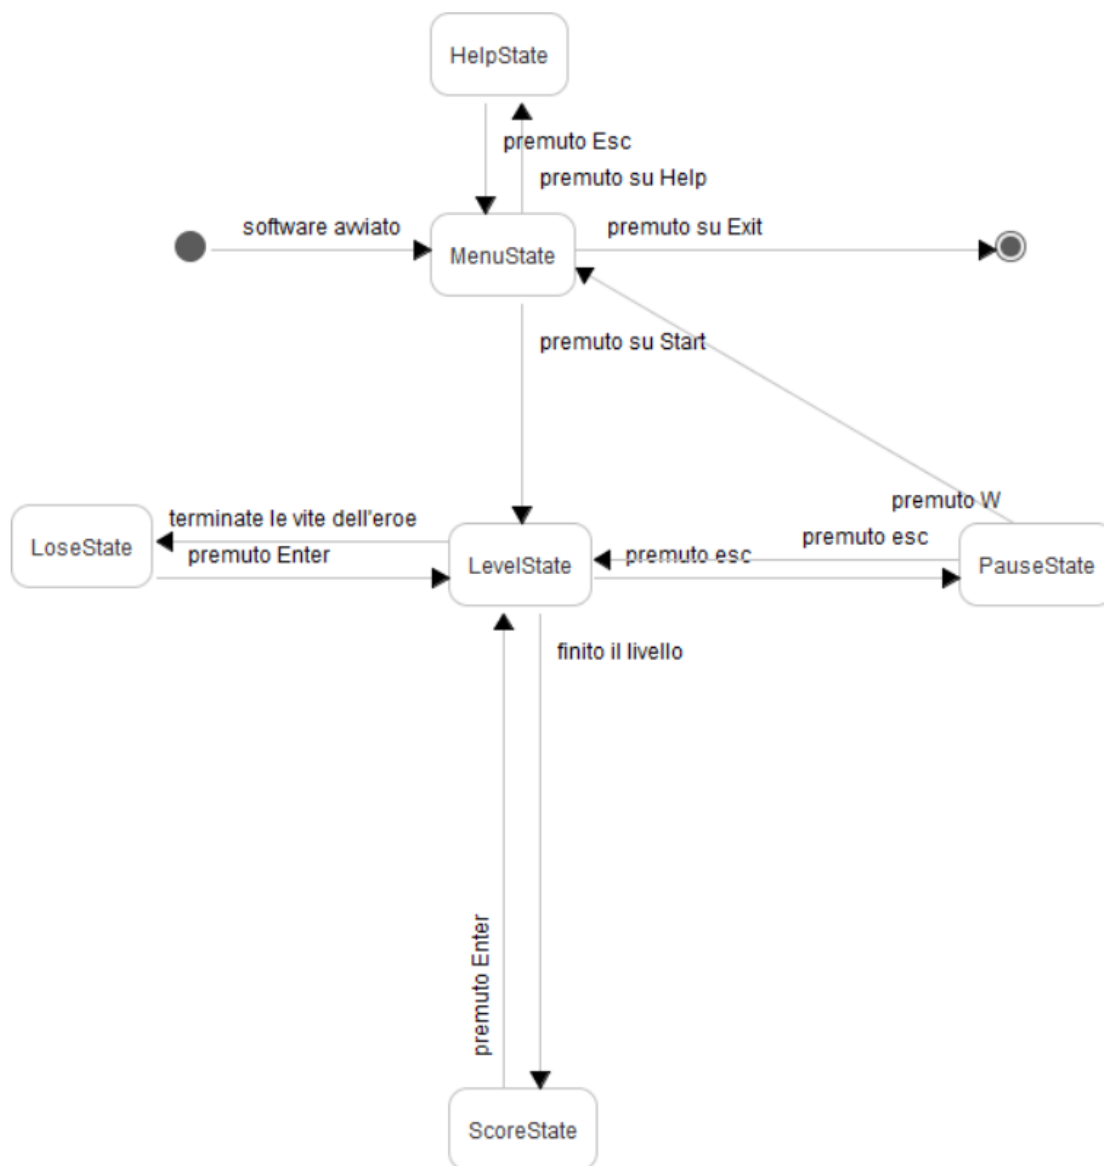 HelpState
premuto Esc
premuto su Help
software avviato
premuto su Exit
MenuState
premuto su Start
premuto W
terminate le vite dell'eroe
premuto esc
LoseState
premuto Enter
LevelState
premuto esc
PauseState
finito il livello
premuto Enter
ScoreState